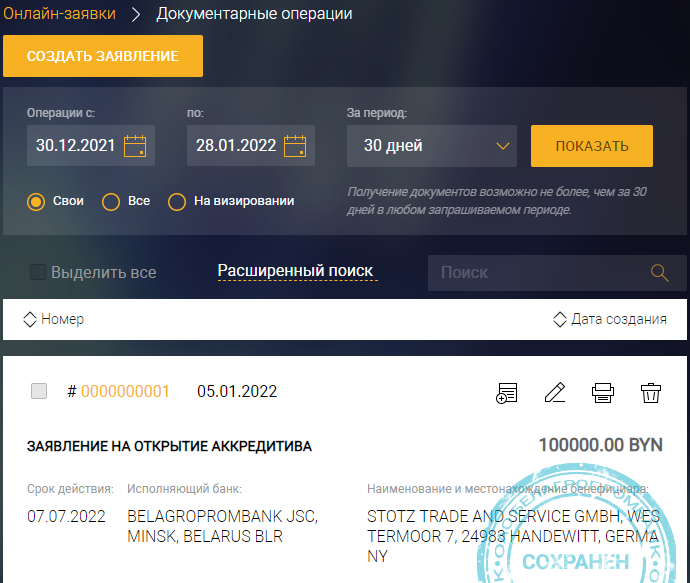 Онлайн-заявки > Документарные операции
СОЗДАТЬ ЗАЯВЛЕНИЕ
Операции с: по: За период:
30.12.2021 28.01.2022 30 дней ПОКАЗАТЬ
Свои Все На визировании
Получение документов возможно не более, чем за 30
дней в любом запрашиваемом периоде.
Выделить все Расширенный поиск Поиск
Номер Дата создания
# 0000000001 05.01.2022
ЗАЯВЛЕНИЕ НА ОТКРЫТИЕ АККРЕДИТИВА 100000.00 BYN
Срок действия: Исполняющий банк: Наименование и местонахождение бенефициара:
07.07.2022 BELAGROPROMBANK JSC, STOTZ TRADE AND SERVICE GMBH, WES
MINSK, BELARUS BLR TERMOOR 7, 24983 HANDEWITT, GERMA
NY
СОХРАНЕН